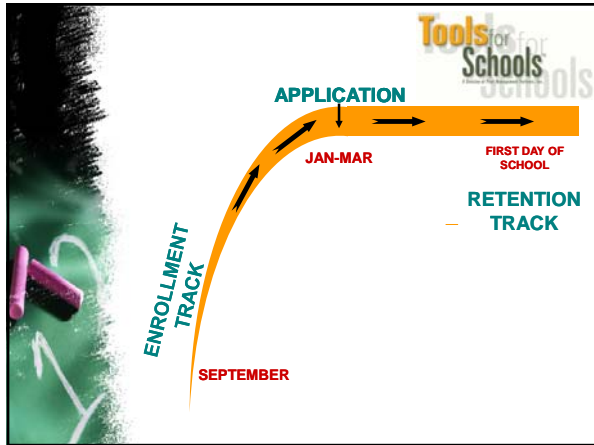 Tools for
Schools
APPLICATION
JAN-MAR
FIRST DAY OF
SCHOOL
RETENTION
TRACK
ENROLLMENT
TRACK
SEPTEMBER